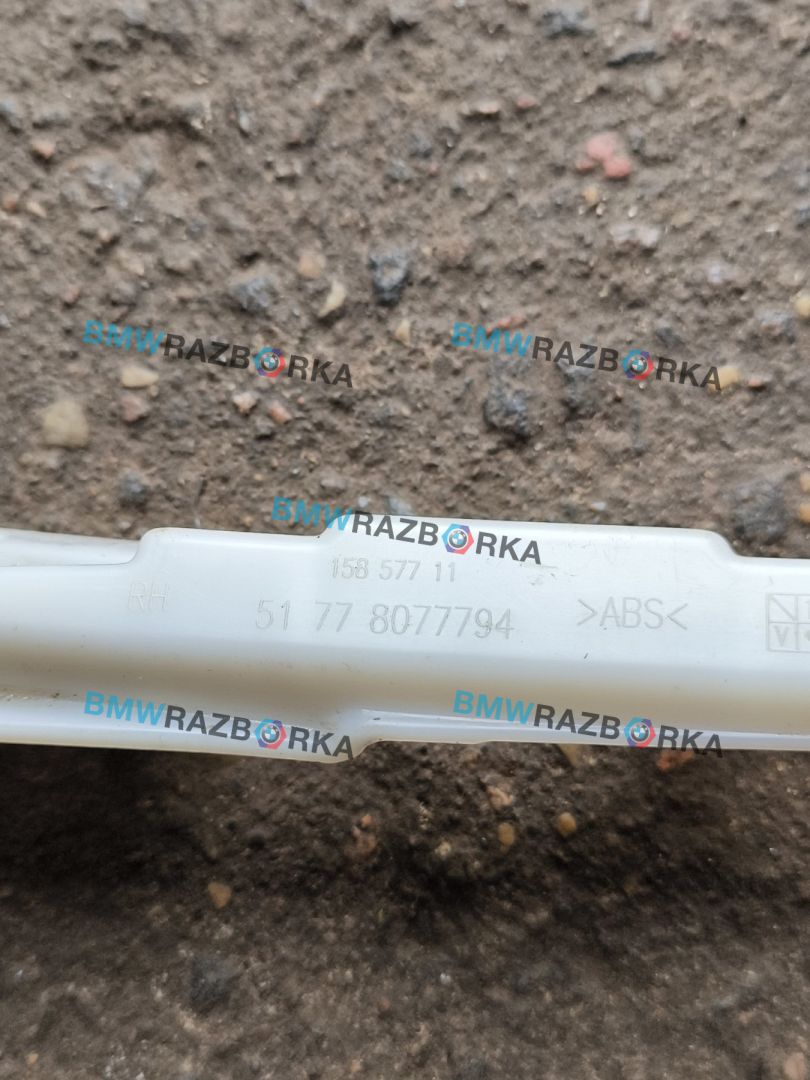 BMWRAZBORKA
BMWRAZBORKA
BMWRAZBORKA
158 577 11
RH
51 77 8077794
>ABS<
V
BMWRAZBORKA
BMWRAZBORKA